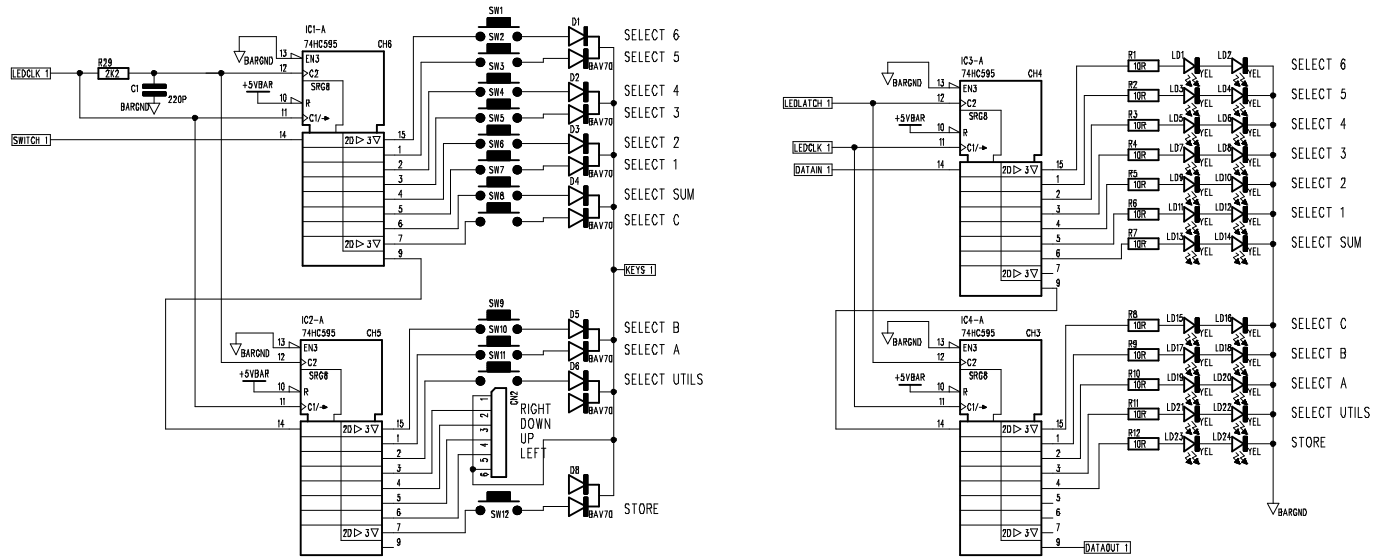 IC1-A
74HC595
CH6
13 EN3
BARGND
LEDCLK 1
R29
2K2
12 C2
C1
220P
BARGND
SRG8
+5VBAR
10 R
11 C1/→
SWITCH 1
14
2D ▷ 3▽
15
1
2
3
4
5
6
2D ▷ 3▽
7
9
SW1
SW2
SW3
SW4
SW5
SW6
SW7
SW8
D1
BAV70
D2
BAV70
D3
BAV70
D4
BAV70
SELECT 6
SELECT 5
SELECT 4
SELECT 3
SELECT 2
SELECT 1
SELECT SUM
SELECT C
KEYS 1
IC2-A
74HC595
CH5
13 EN3
BARGND
12 C2
SRG8
+5VBAR
10 R
11 C1/→
14
2D ▷ 3▽
15
1
2
3
4
5
6
2D ▷ 3▽
7
9
SW9
SW10
SW11
SW12
D5
BAV70
D6
BAV70
D8
BAV70
SELECT B
SELECT A
SELECT UTILS
CN2
1
2
3
4
5
6
RIGHT
DOWN
UP
LEFT
STORE
IC3-A
74HC595
CH4
13 EN3
BARGND
LEDLATCH 1
12 C2
SRG8
+5VBAR
10 R
LEDCLK 1
11 C1/→
DATAIN 1
14
2D ▷ 3▽
15
1
2
3
4
5
6
2D ▷ 3▽
7
9
R1 10R LD1 YEL LD2 YEL SELECT 6
R2 10R LD3 YEL LD4 YEL SELECT 5
R3 10R LD5 YEL LD6 YEL SELECT 4
R4 10R LD7 YEL LD8 YEL SELECT 3
R5 10R LD9 YEL LD10 YEL SELECT 2
R6 10R LD11 YEL LD12 YEL SELECT 1
R7 10R LD13 YEL LD14 YEL SELECT SUM
IC4-A
74HC595
CH3
13 EN3
BARGND
12 C2
SRG8
+5VBAR
10 R
11 C1/→
14
2D ▷ 3▽
15
1
2
3
4
5
6
2D ▷ 3▽
7
9
DATAOUT 1
R8 10R LD15 YEL LD16 YEL SELECT C
R9 10R LD17 YEL LD18 YEL SELECT B
R10 10R LD19 YEL LD20 YEL SELECT A
R11 10R LD21 YEL LD22 YEL SELECT UTILS
R12 10R LD23 YEL LD24 YEL STORE
BARGND